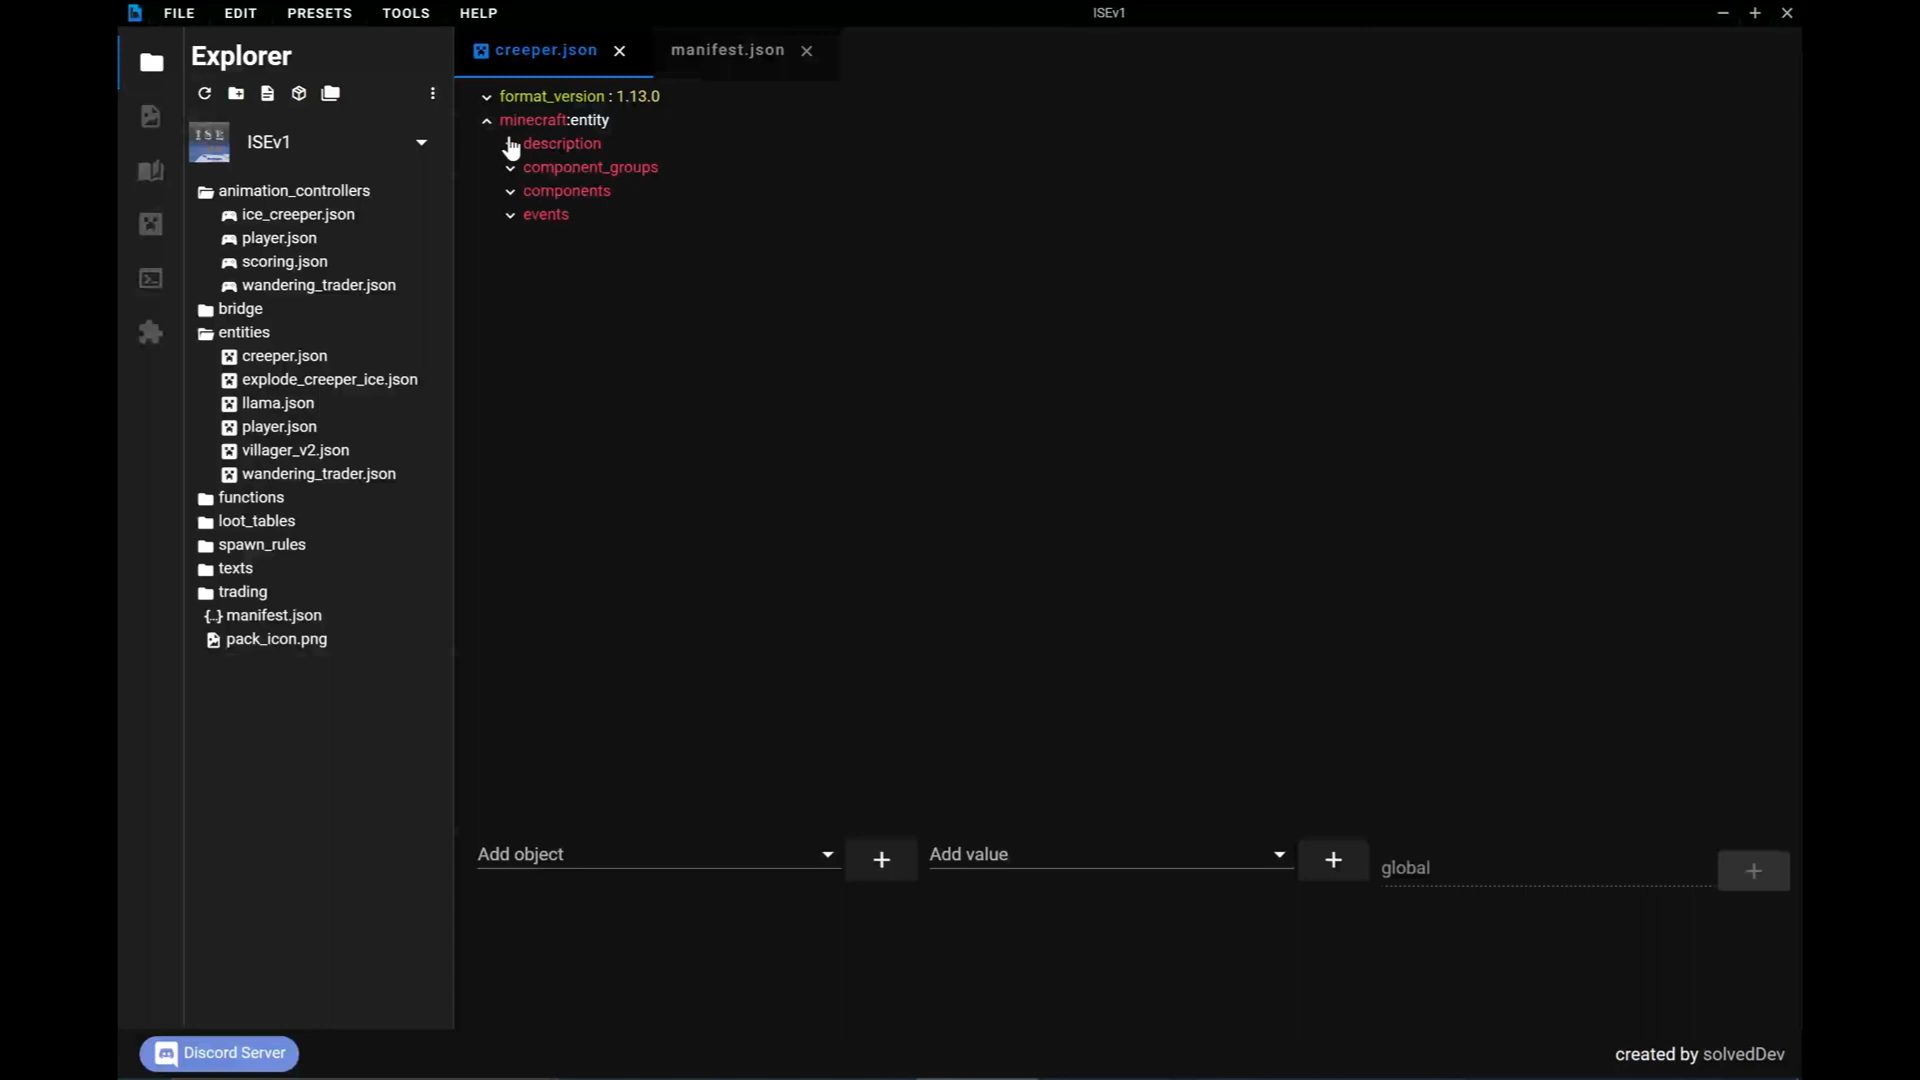 FILE EDIT PRESETS TOOLS HELP
ISEv1
Explorer
ISE
ISEv1
animation_controllers
ice_creeper.json
player.json
scoring.json
wandering_trader.json
bridge
entities
creeper.json
explode_creeper_ice.json
llama.json
player.json
villager_v2.json
wandering_trader.json
functions
loot_tables
spawn_rules
texts
trading
{..} manifest.json
pack_icon.png
creeper.json
manifest.json
format_version : 1.13.0
minecraft:entity
description
component_groups
components
events
Add object
Add value
global
Discord Server
created by solvedDev